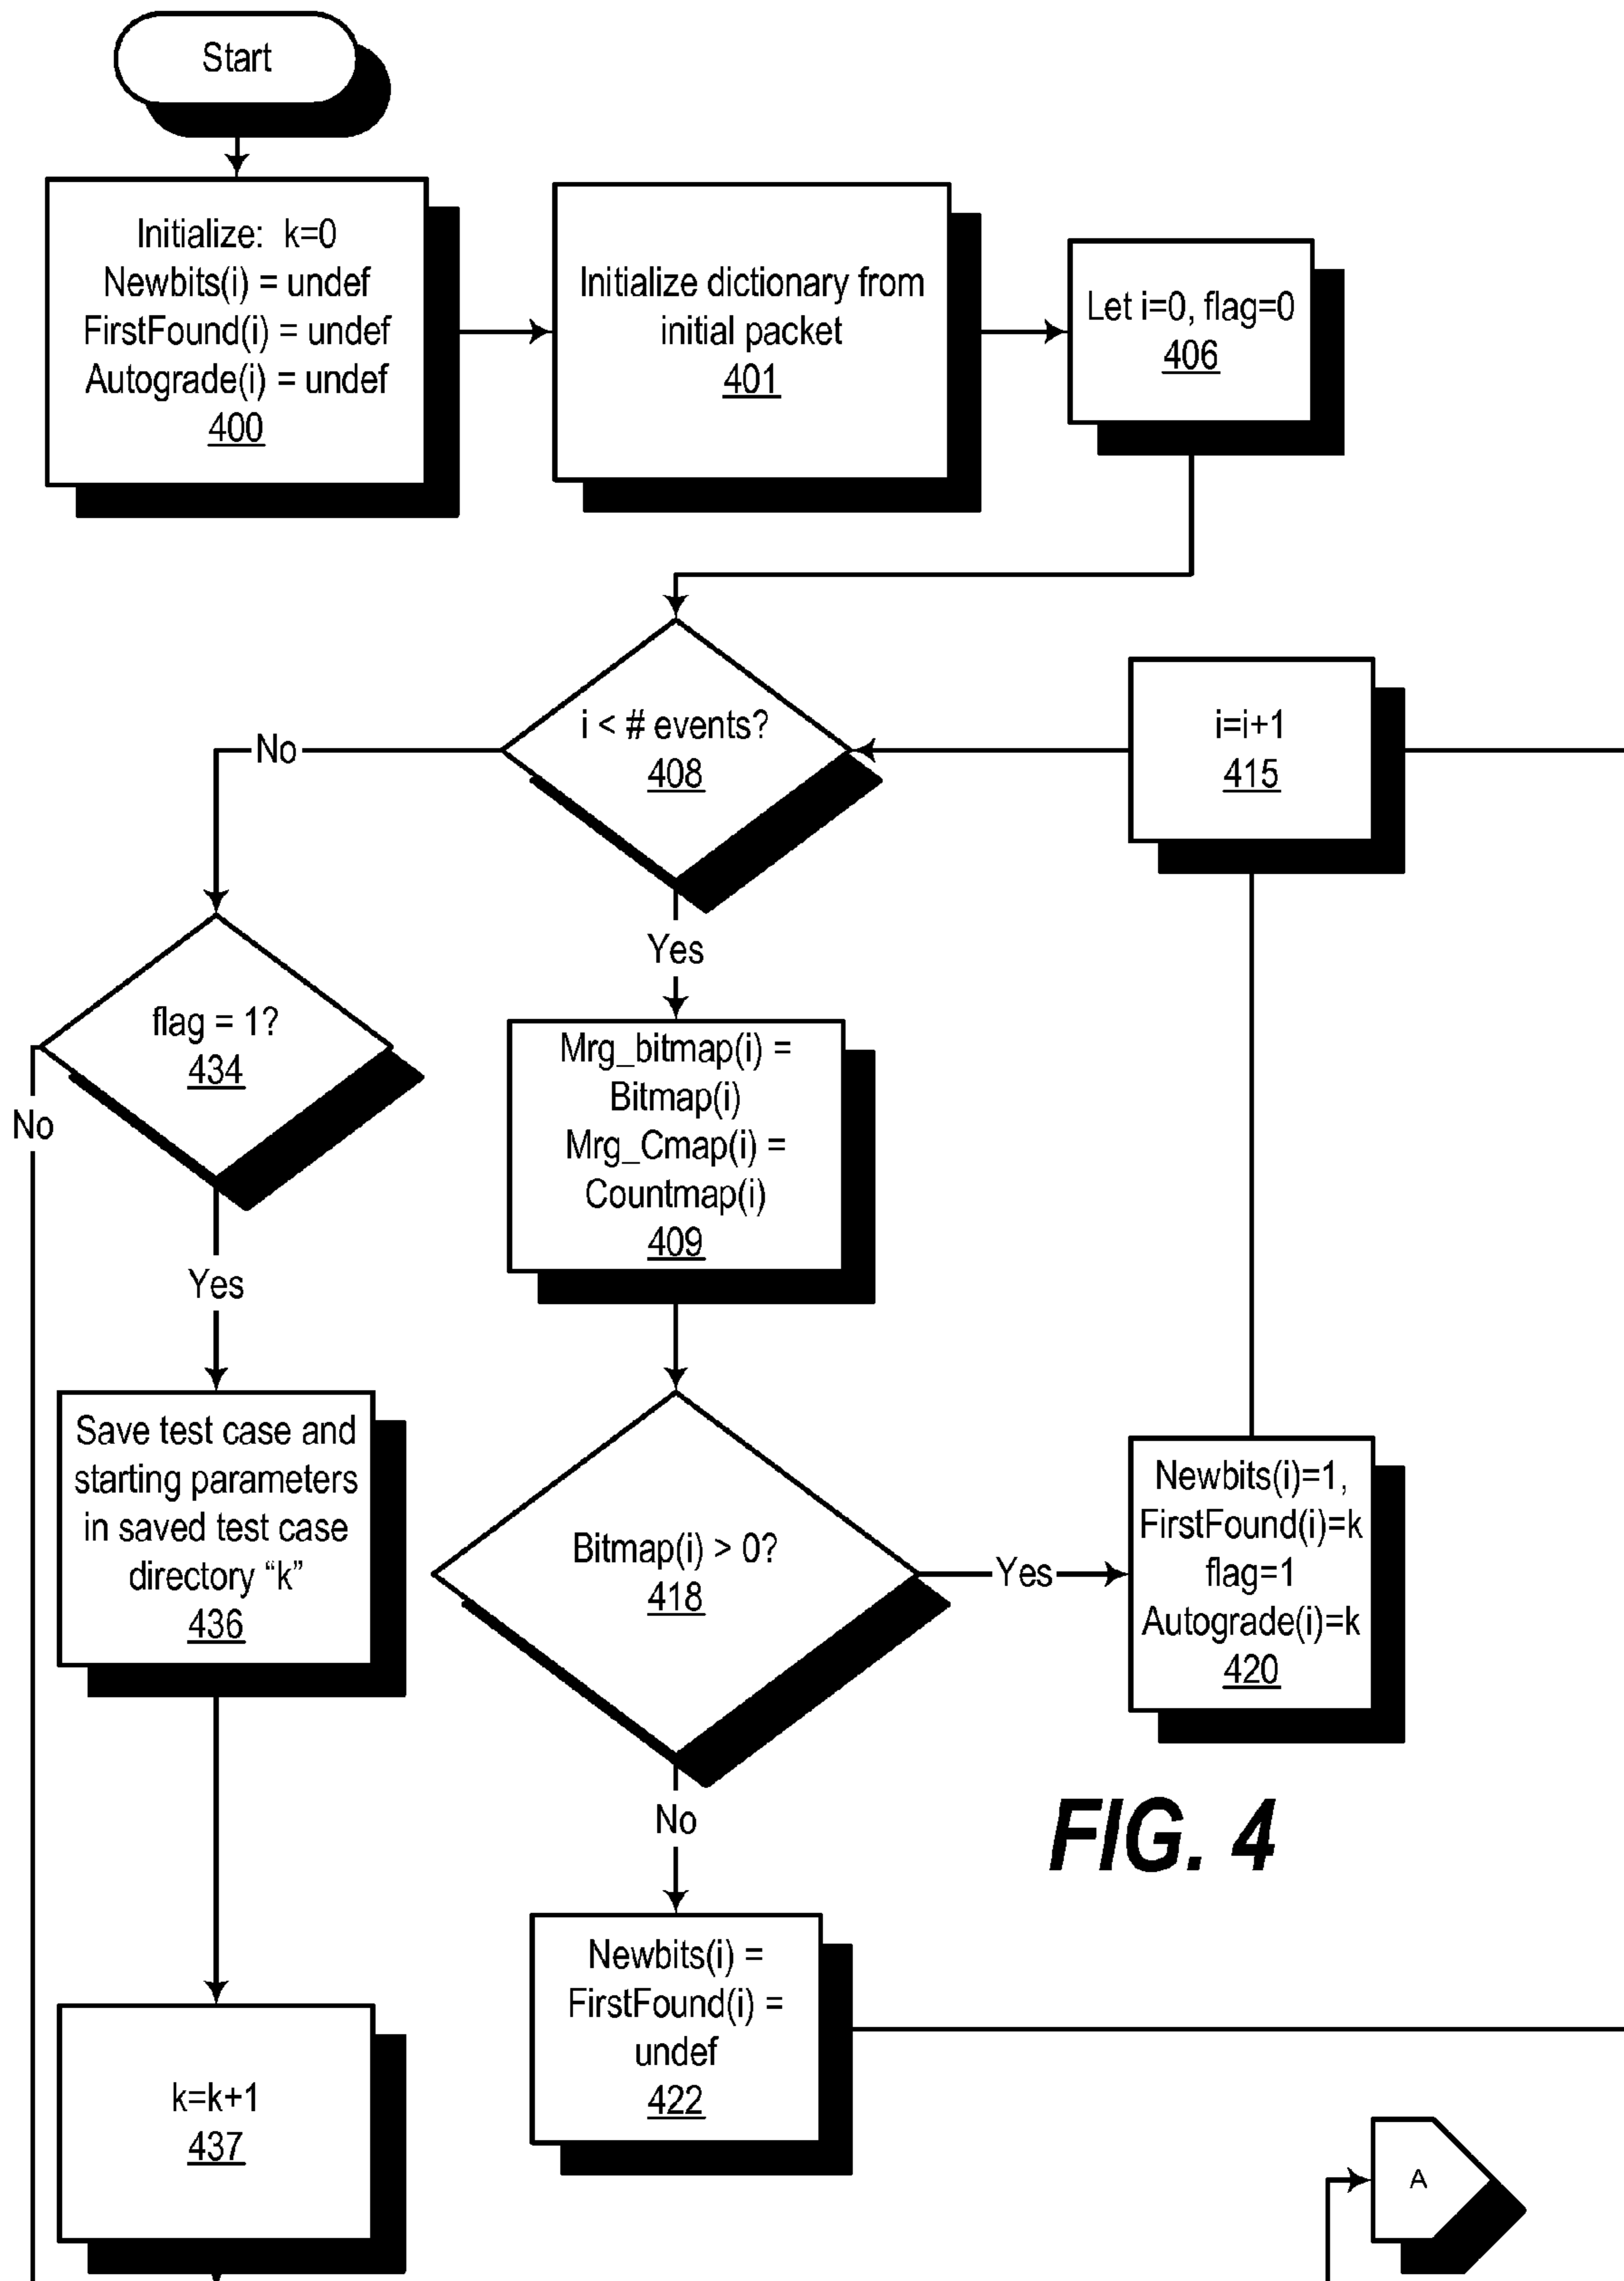 Start
Initialize: k=0
Newbits(i) = undef
FirstFound(i) = undef
Autograde(i) = undef
400
Initialize dictionary from
initial packet
401
Let i=0, flag=0
406
i < # events?
408
i=i+1
415
No
Yes
flag = 1?
434
No
Mrg_bitmap(i) =
Bitmap(i)
Mrg_Cmap(i) =
Countmap(i)
409
Yes
Save test case and
starting parameters
in saved test case
directory “k”
436
Bitmap(i) > 0?
418
Yes
Newbits(i)=1,
FirstFound(i)=k
flag=1
Autograde(i)=k
420
No
FIG. 4
Newbits(i) =
FirstFound(i) =
undef
422
k=k+1
437
A